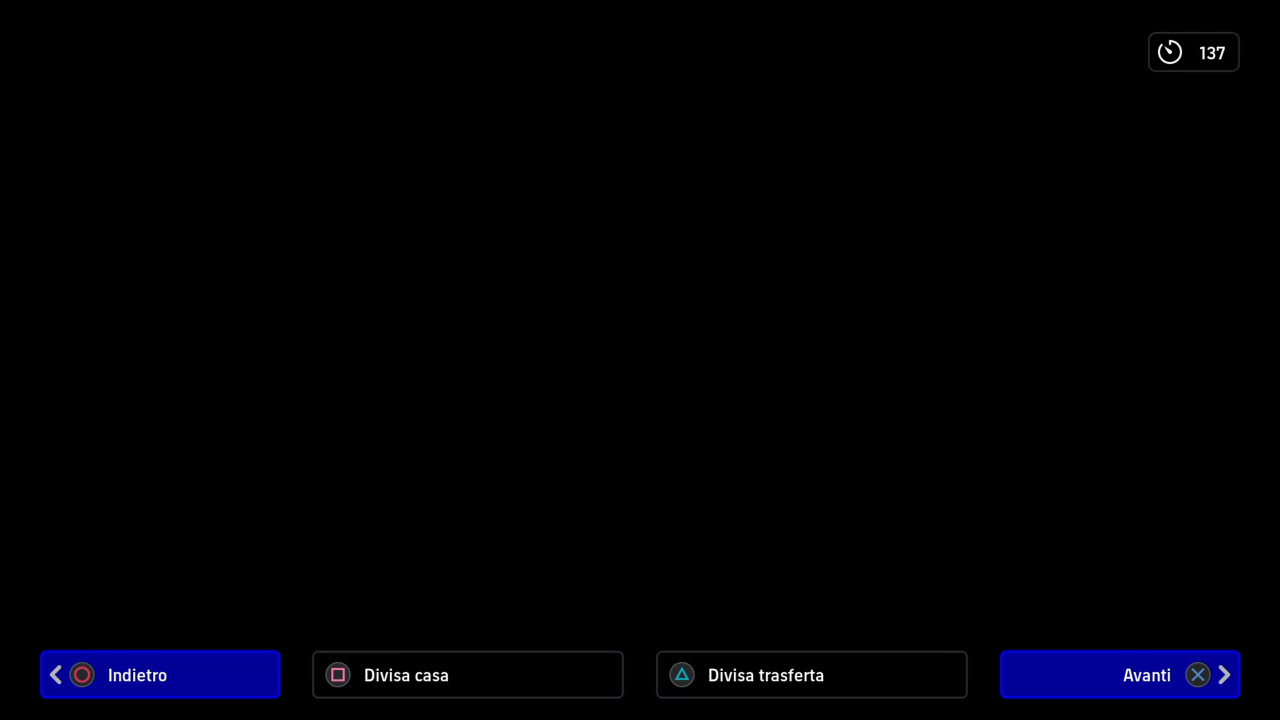 137
Indietro
Divisa casa
Divisa trasferta
Avanti